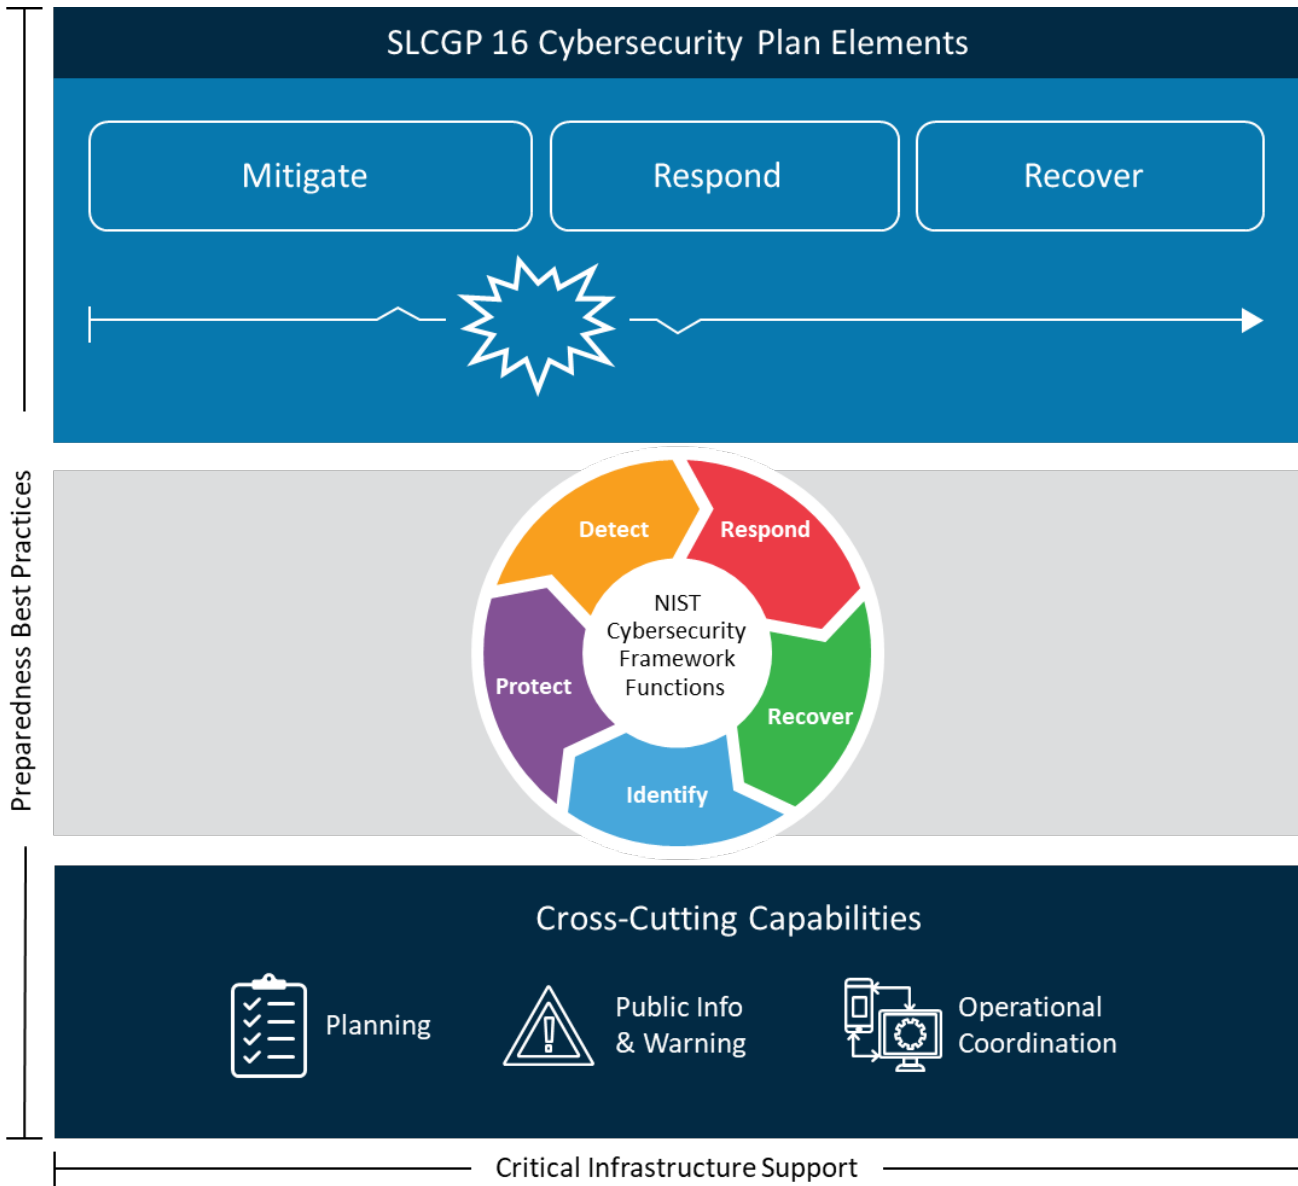 SLCGP 16 Cybersecurity Plan Elements
Mitigate
Respond
Recover
Preparedness Best Practices
Detect
Respond
NIST
Cybersecurity
Framework
Functions
Protect
Recover
Identify
Cross-Cutting Capabilities
Planning
Public Info
& Warning
Operational
Coordination
Critical Infrastructure Support